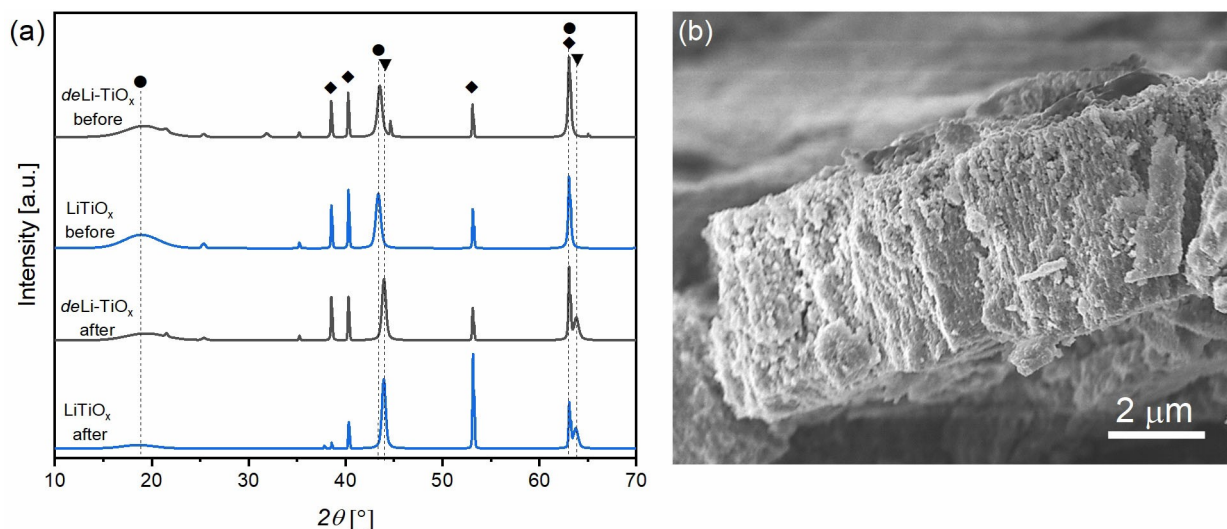 (a)
deLi-TiOx
before
LiTiOx
before
deLi-TiOx
after
LiTiOx
after
Intensity [a.u.]
10 20 30 40 50 60 70
2θ [°]
(b)
2 μm